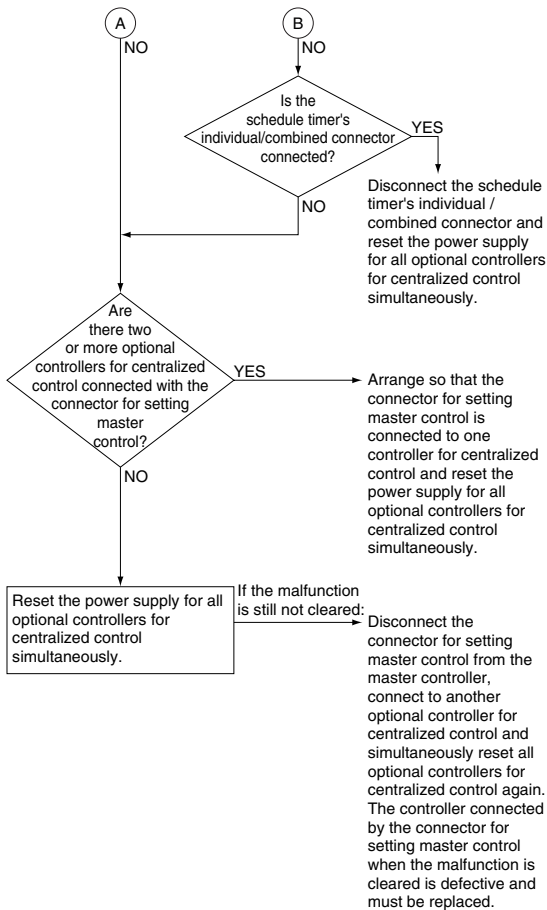 A
NO
B
NO
Is the
schedule timer's
individual/combined connector
connected?
YES
NO
Disconnect the schedule
timer's individual /
combined connector and
reset the power supply
for all optional controllers
for centralized control
simultaneously.
Are
there two
or more optional
controllers for centralized
control connected with the
connector for setting
master
control?
YES
NO
Arrange so that the
connector for setting
master control is
connected to one
controller for centralized
control and reset the
power supply for all
optional controllers for
centralized control
simultaneously.
Reset the power supply for all
optional controllers for
centralized control
simultaneously.
If the malfunction
is still not cleared:
Disconnect the
connector for setting
master control from the
master controller,
connect to another
optional controller for
centralized control and
simultaneously reset all
optional controllers for
centralized control again.
The controller connected
by the connector for
setting master control
when the malfunction is
cleared is defective and
must be replaced.